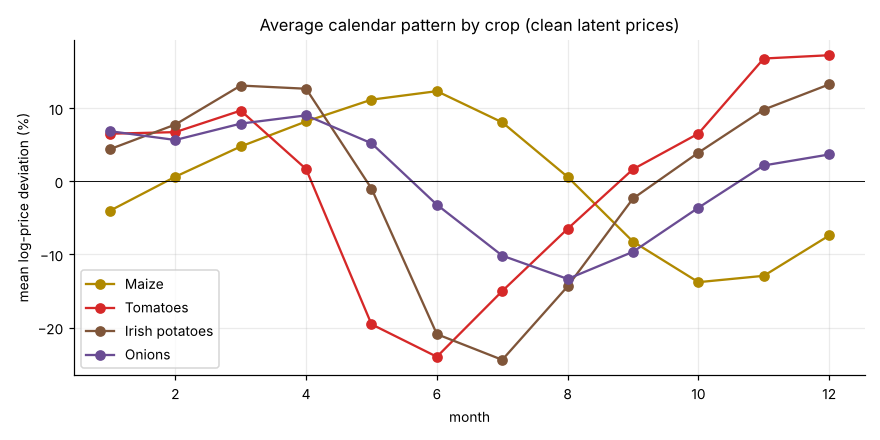 Average calendar pattern by crop (clean latent prices)
mean log-price deviation (%)
10
0
−10
−20
Maize
Tomatoes
Irish potatoes
Onions
2 4 6 8 10 12
month